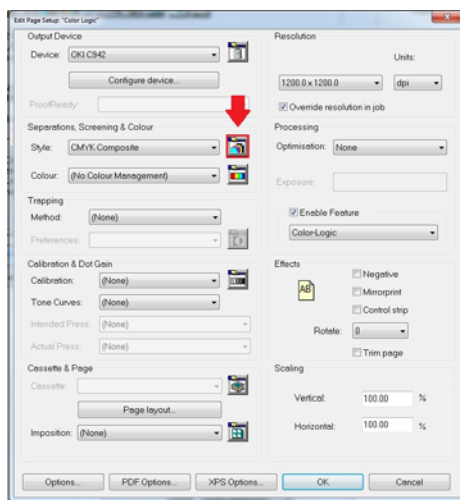 Edit Page Setup: "Color Logic"
Output Device
Device: OKI C942
Configure device...
ProofReady:
Separations, Screening & Colour
Style: CMYK Composite
Colour: (No Colour Management)
Trapping
Method: (None)
Preferences:
Calibration & Dot Gain
Calibration: (None)
Tone Curves: (None)
Intended Press: (None)
Actual Press: (None)
Cassette & Page
Cassette:
Page layout...
Imposition: (None)
Resolution
Units:
1200.0 x 1200.0 dpi
Override resolution in job
Processing
Optimisation: None
Exposure:
Enable Feature
Color-Logic
Effects
AB
Negative
Mirrorprint
Control strip
Rotate: 0
Trim page
Scaling
Vertical: 100.00 %
Horizontal: 100.00 %
Options... PDF Options... XPS Options... OK Cancel